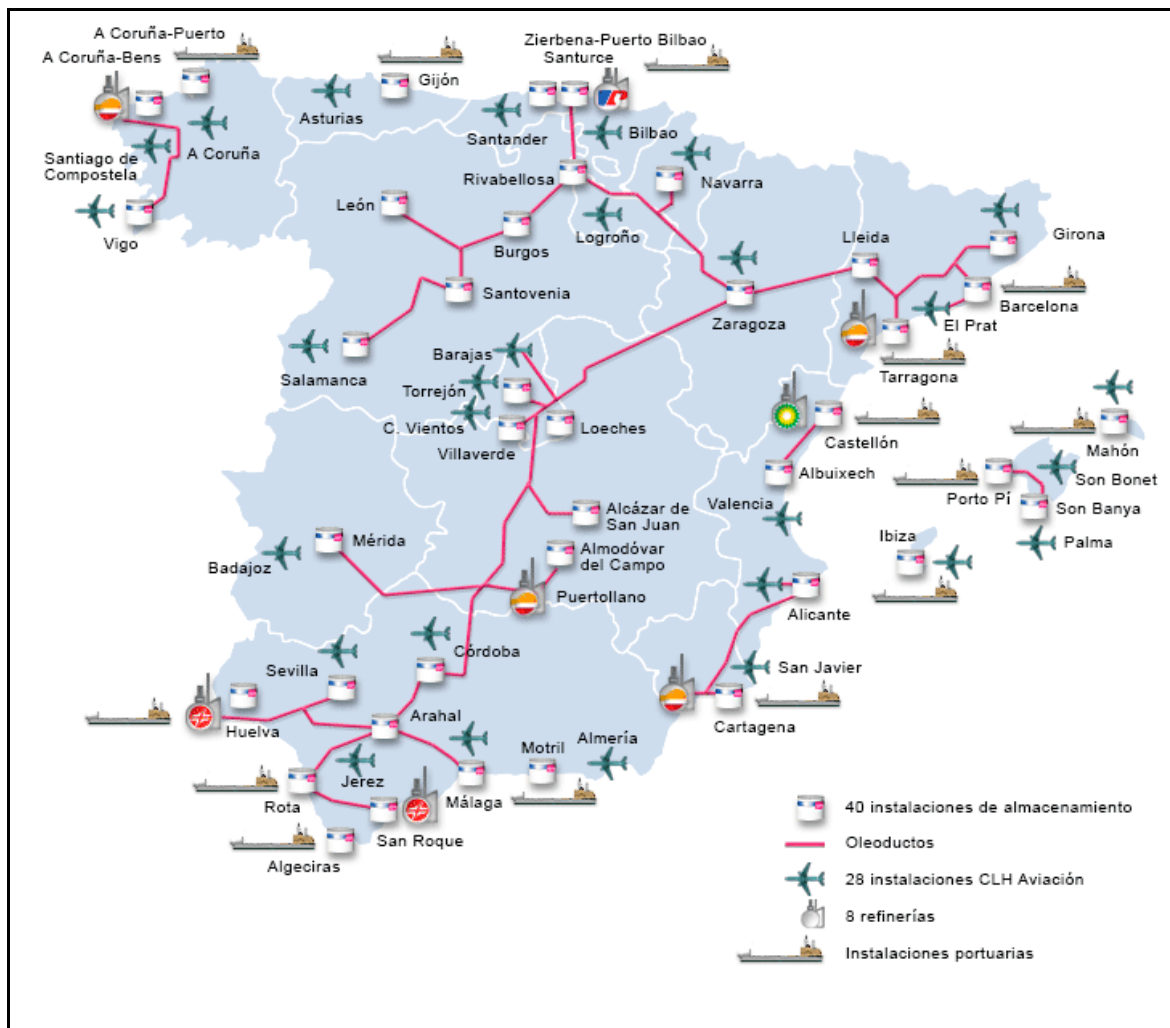 A Coruña-Puerto
A Coruña-Bens
Zierbena-Puerto Bilbao
Santurce
Gijón
Asturias
Santander
Bilbao
A Coruña
Santiago de
Compostela
Vigo
León
Rivabellosa
Navarra
Burgos
Logroño
Lleida
Girona
Santovenia
Zaragoza
El Prat
Barcelona
Salamanca
Barajas
Tarragona
Torrejón
C. Vientos
Villaverde
Loeches
Castellón
Mahón
Albuixech
Porto Pí
Son Bonet
Son Banya
Valencia
Palma
Alcázar de
San Juan
Ibiza
Mérida
Badajoz
Almodóvar
del Campo
Puertollano
Alicante
Córdoba
Sevilla
San Javier
Huelva
Arahal
Cartagena
Motril
Almería
Jerez
Rota
Málaga
San Roque
Algeciras
40 instalaciones de almacenamiento
Oleoductos
28 instalaciones CLH Aviación
8 refinerías
Instalaciones portuarias